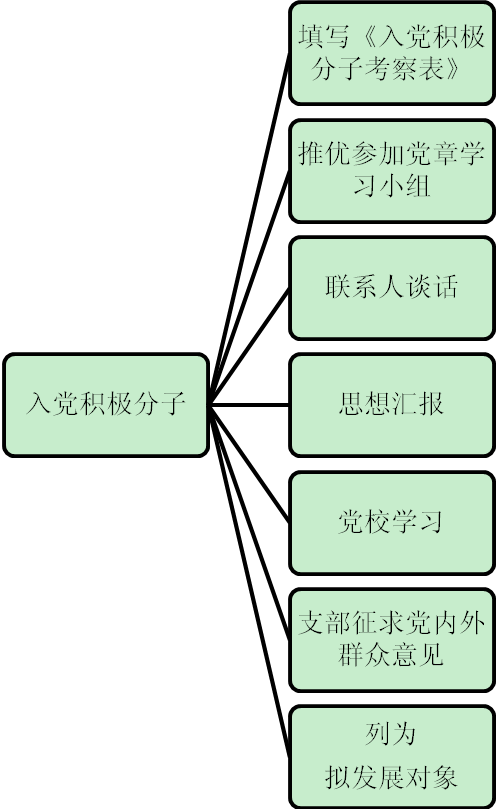 填写《入党积极
分子考察表》
推优参加党章学
习小组
联系人谈话
入党积极分子
思想汇报
党校学习
支部征求党内外
群众意见
列为
拟发展对象